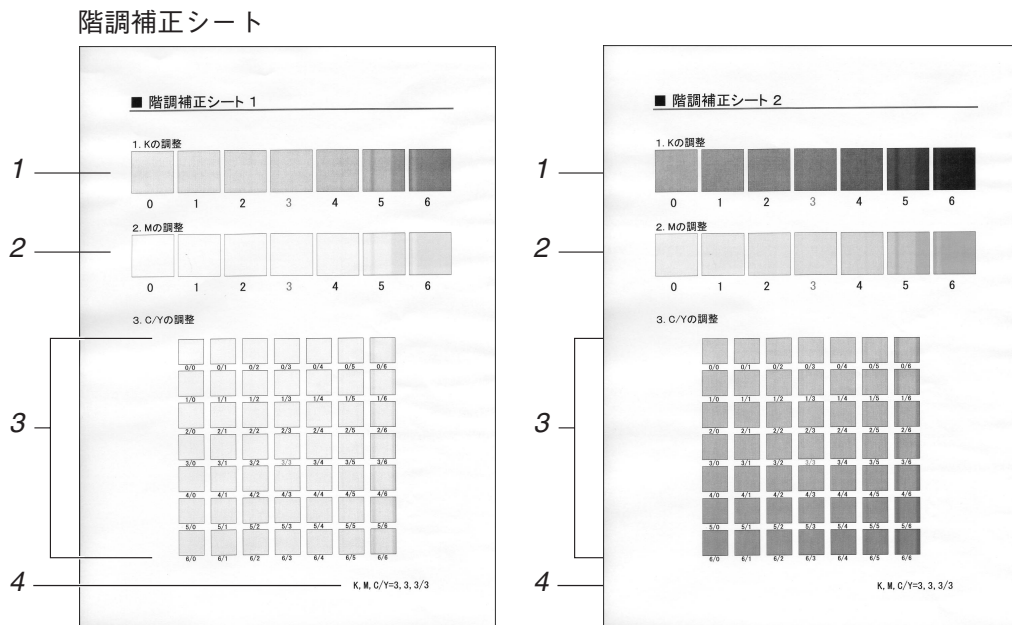 階調補正シート
■ 階調補正シート 1
1. Kの調整
1
0 1 2 3 4 5 6
2. Mの調整
2
0 1 2 3 4 5 6
3. C/Yの調整
3
0/0 0/1 0/2 0/3 0/4 0/5 0/6
1/0 1/1 1/2 1/3 1/4 1/5 1/6
2/0 2/1 2/2 2/3 2/4 2/5 2/6
3/0 3/1 3/2 3/3 3/4 3/5 3/6
4/0 4/1 4/2 4/3 4/4 4/5 4/6
5/0 5/1 5/2 5/3 5/4 5/5 5/6
6/0 6/1 6/2 6/3 6/4 6/5 6/6
4
K, M, C/Y=3, 3, 3/3
■ 階調補正シート 2
1. Kの調整
1
0 1 2 3 4 5 6
2. Mの調整
2
0 1 2 3 4 5 6
3. C/Yの調整
3
0/0 0/1 0/2 0/3 0/4 0/5 0/6
1/0 1/1 1/2 1/3 1/4 1/5 1/6
2/0 2/1 2/2 2/3 2/4 2/5 2/6
3/0 3/1 3/2 3/3 3/4 3/5 3/6
4/0 4/1 4/2 4/3 4/4 4/5 4/6
5/0 5/1 5/2 5/3 5/4 5/5 5/6
6/0 6/1 6/2 6/3 6/4 6/5 6/6
4
K, M, C/Y=3, 3, 3/3